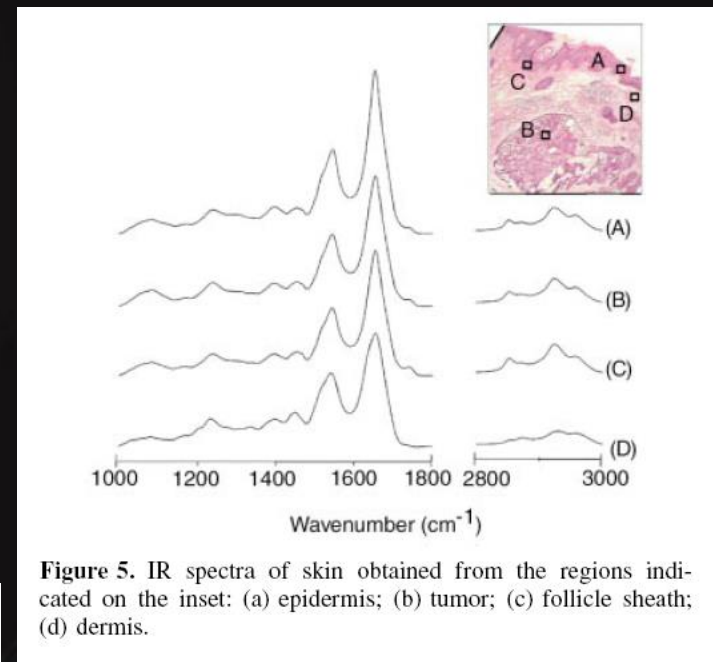 A
C
D
B
(A)
(B)
(C)
(D)
1000 1200 1400 1600 1800 2800 3000
Wavenumber (cm-1)
Figure 5. IR spectra of skin obtained from the regions indi-
cated on the inset: (a) epidermis; (b) tumor; (c) follicle sheath;
(d) dermis.